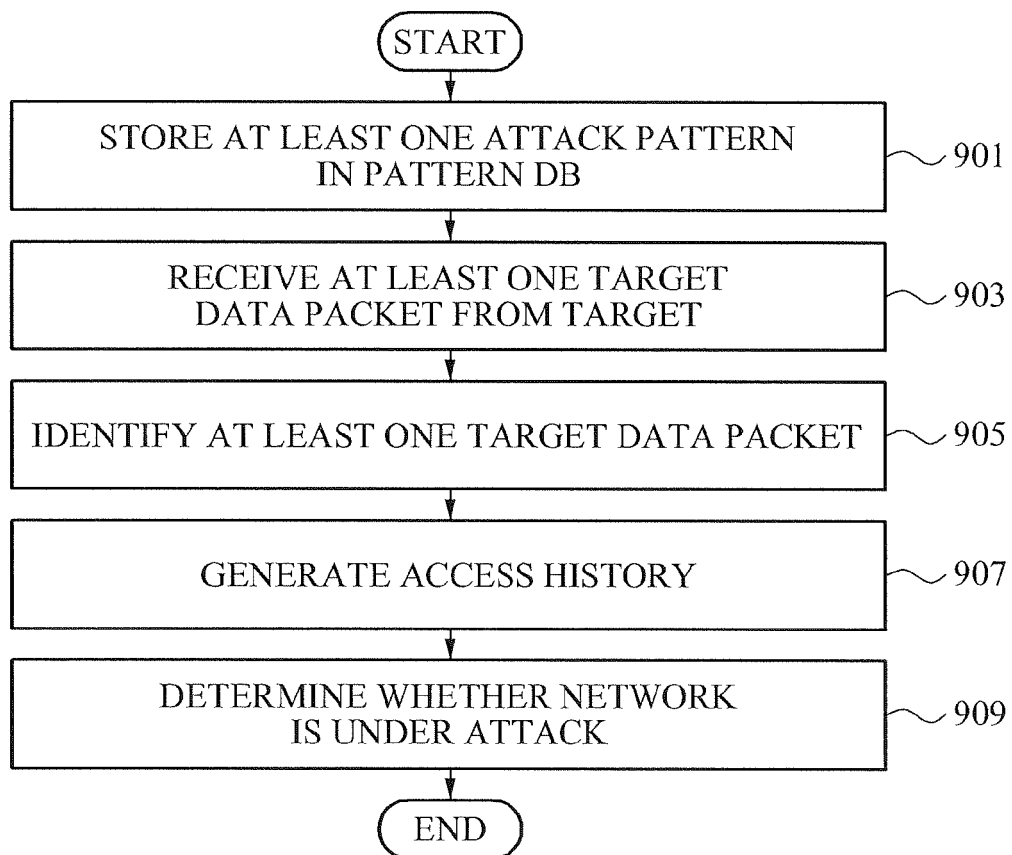 START
STORE AT LEAST ONE ATTACK PATTERN
IN PATTERN DB
901
RECEIVE AT LEAST ONE TARGET
DATA PACKET FROM TARGET
903
IDENTIFY AT LEAST ONE TARGET DATA PACKET
905
GENERATE ACCESS HISTORY
907
DETERMINE WHETHER NETWORK
IS UNDER ATTACK
909
END